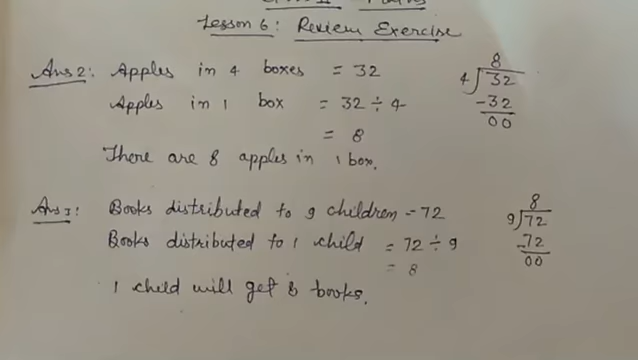 Lesson 6: Review Exercise
Ans 2: Apples in 4 boxes = 32
Apples in 1 box = 32 ÷ 4
= 8
There are 8 apples in 1 box.
8
4 32
-32
00
Books distributed to 9 children = 72
Books distributed to 1 child = 72 ÷ 9
= 8
1 child will get 8 books.
8
9 72
-72
00